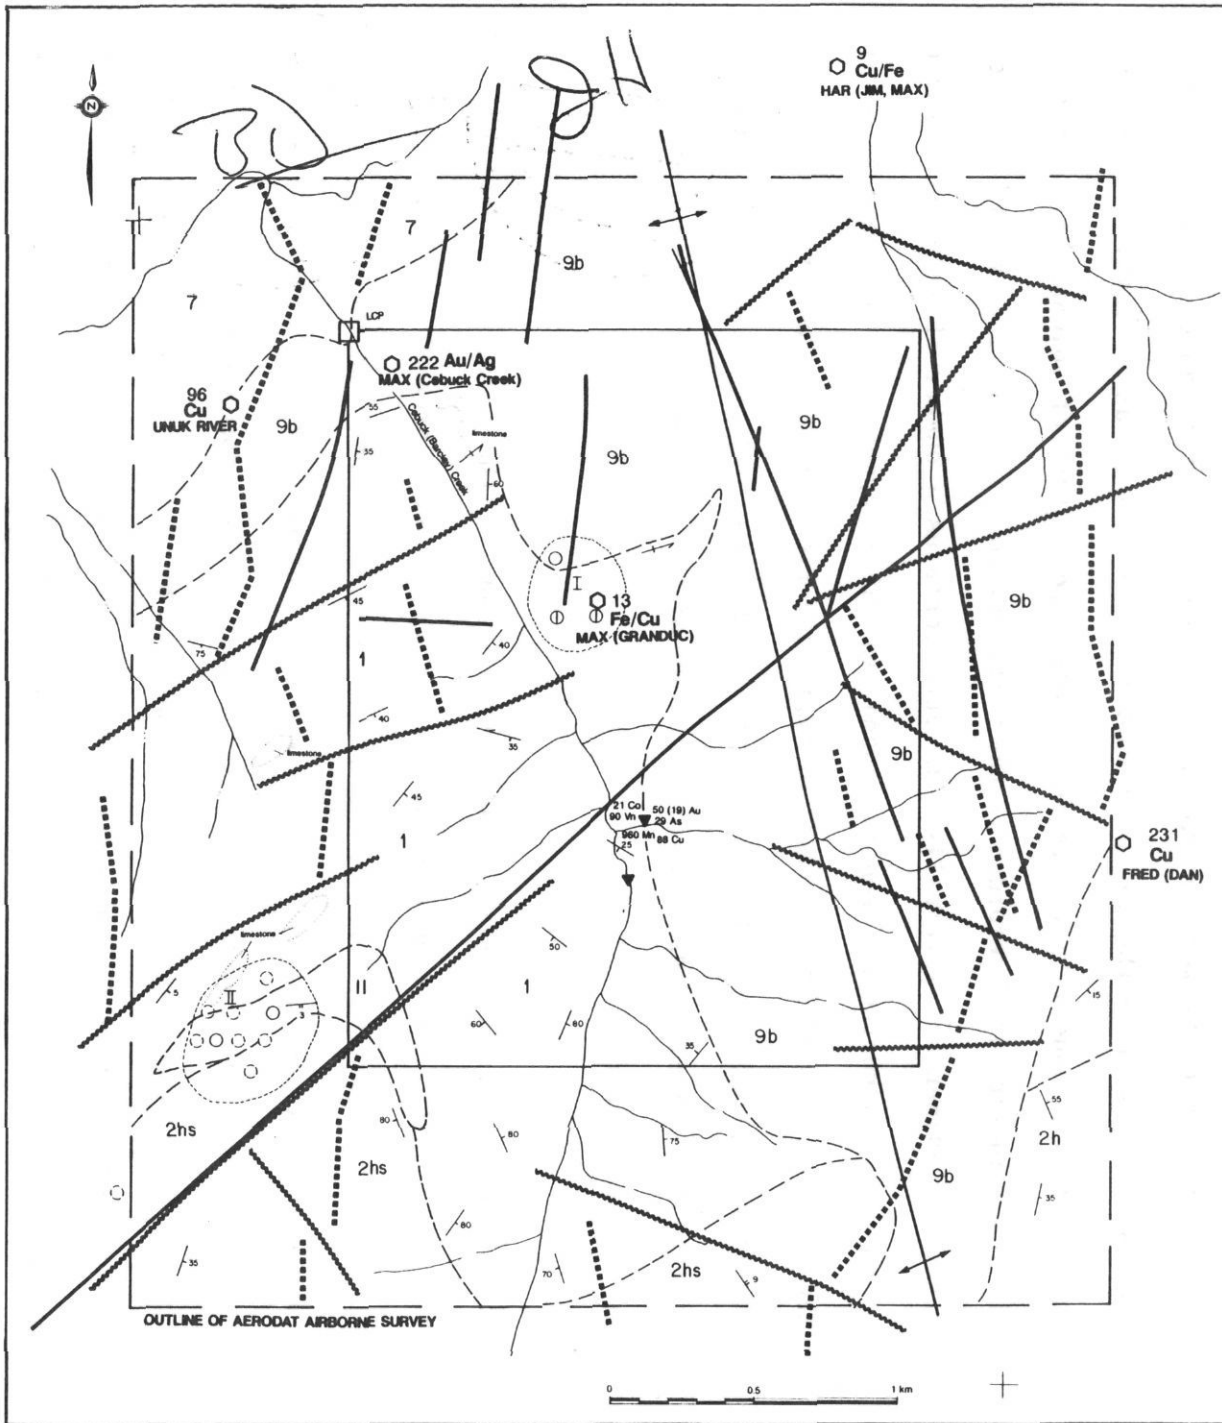 9
Cu/Fe
HAR (JIM, MAX)
N
7
9b
7
LCP
222 Au/Ag
MAX (Cebuck Creek)
96
Cu
UNUK RIVER
9b
55
35
Cebuck (Barclay) Creek
limestone
60
9b
9b
I
13
Fe/Cu
MAX (GRANDUC)
9b
45
75
1
40
40
35
limestone
9b
45
21 Co
90 Vn
50 (19) Au
29 As
960 Mn
88 Cu
25
1
231
Cu
FRED (DAN)
limestone
50
5
II
3
11
1
15
60
80
9b
35
2hs
80
80
75
55
2h
2hs
9b
35
80
35
70
2hs
9
OUTLINE OF AERODAT AIRBORNE SURVEY
0 0.5 1 km